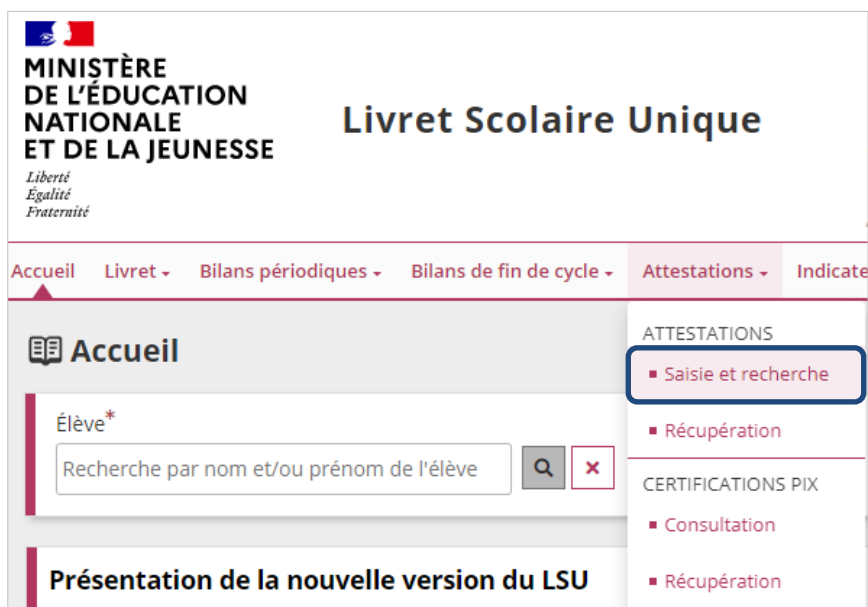 MINISTÈRE
DE L'ÉDUCATION
NATIONALE
ET DE LA JEUNESSE
Liberté
Égalité
Fraternité
Livret Scolaire Unique
Accueil Livret Bilans périodiques Bilans de fin de cycle Attestations Indicate
Accueil
Élève*
Recherche par nom et/ou prénom de l'élève
Présentation de la nouvelle version du LSU
ATTESTATIONS
Saisie et recherche
Récupération
CERTIFICATIONS PIX
Consultation
Récupération